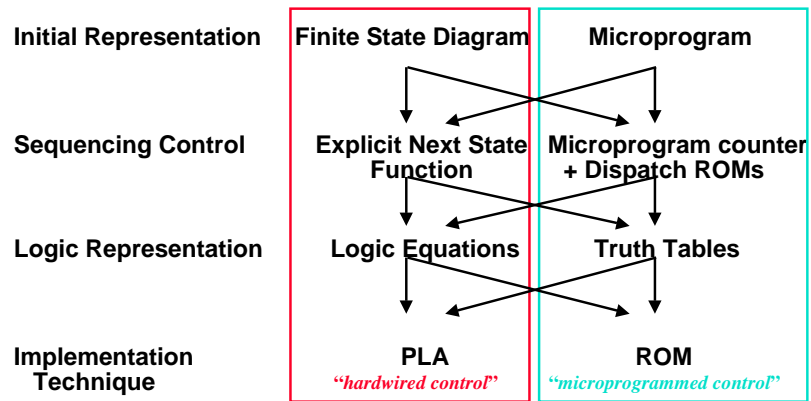 Initial Representation Finite State Diagram Microprogram
Sequencing Control Explicit Next State Microprogram counter
Function + Dispatch ROMs
Logic Representation Logic Equations Truth Tables
Implementation PLA ROM
Technique “hardwired control” “microprogrammed control”